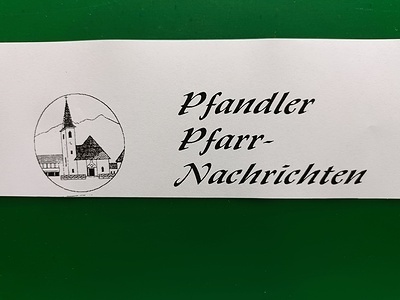 Pfandler
Pfarr-
Nachrichten